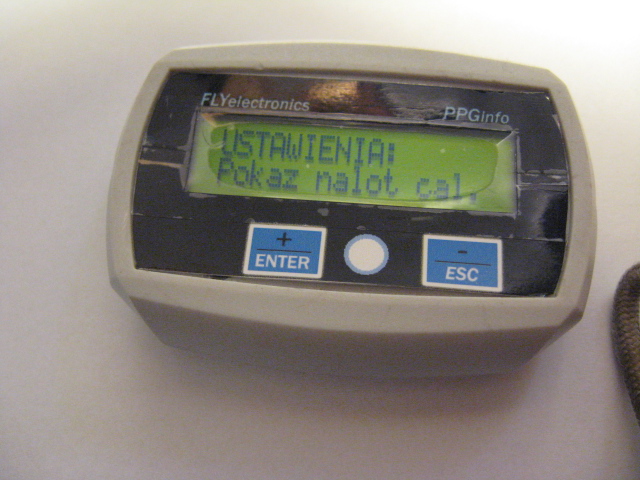 FLYelectronics PPGinfo
USTAWIENIA:
Pokaz nalot cal.
+ -
ENTER ESC